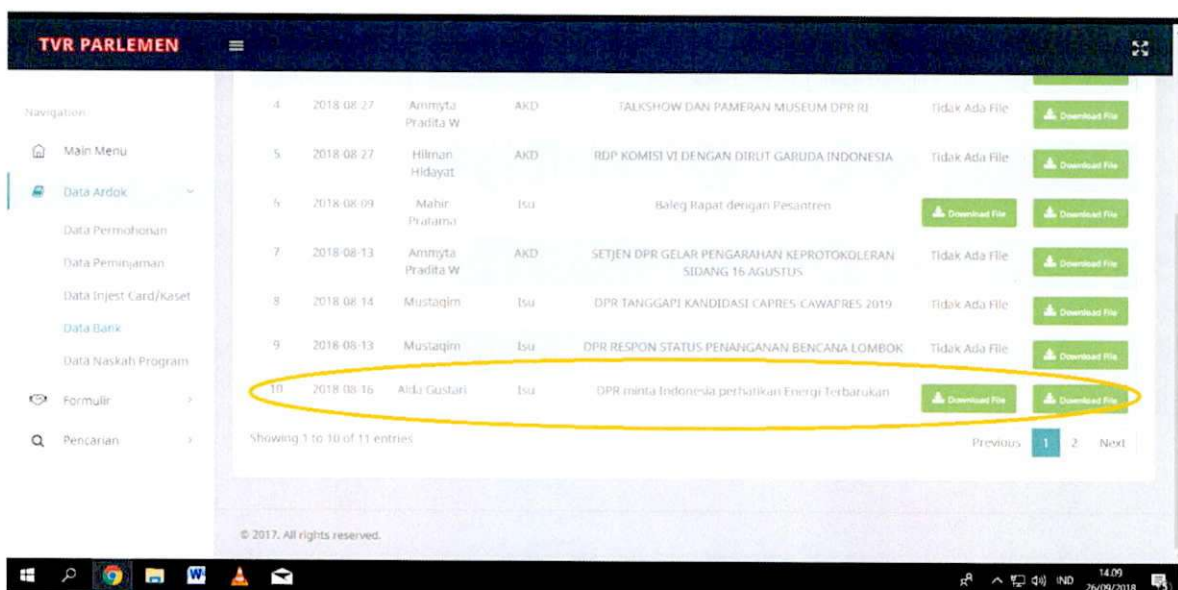 TVR PARLEMEN
Navigation
Main Menu
Data Ardok
Data Permohonan
Data Peminjaman
Data Injest Card/Kaset
Data Bank
Data Naskah Program
Formulir
Pencarian
4 2018-08-27 Ammyta AKD TALKSHOW DAN PAMERAN MUSEUM DPR RI Tidak Ada File Download File
Pradita W
5 2018-08-27 Hilman AKD RDP KOMISI VI DENGAN DIRUT GARUDA INDONESIA Tidak Ada File Download File
Hidayat
6 2018-08-09 Mahir Isu Baleg Rapat dengan Pesantren Download File Download File
Pratama
7 2018-08-13 Ammyta AKD SETJEN DPR GELAR PENGARAHAN KEPROTOKOLERAN Tidak Ada File Download File
Pradita W SIDANG 16 AGUSTUS
8 2018-08-14 Mustaqim Isu DPR TANGGAPI KANDIDASI CAPRES-CAWAPRES 2019 Tidak Ada File Download File
9 2018-08-13 Mustaqim Isu DPR RESPON STATUS PENANGANAN BENCANA LOMBOK Tidak Ada File Download File
10 2018-08-16 Alda Gustari Isu DPR minta Indonesia perhatikan Energi Terbarukan Download File Download File
Showing 1 to 10 of 11 entries
Previous 1 2 Next
© 2017. All rights reserved.
IND 14.09
26/09/2018